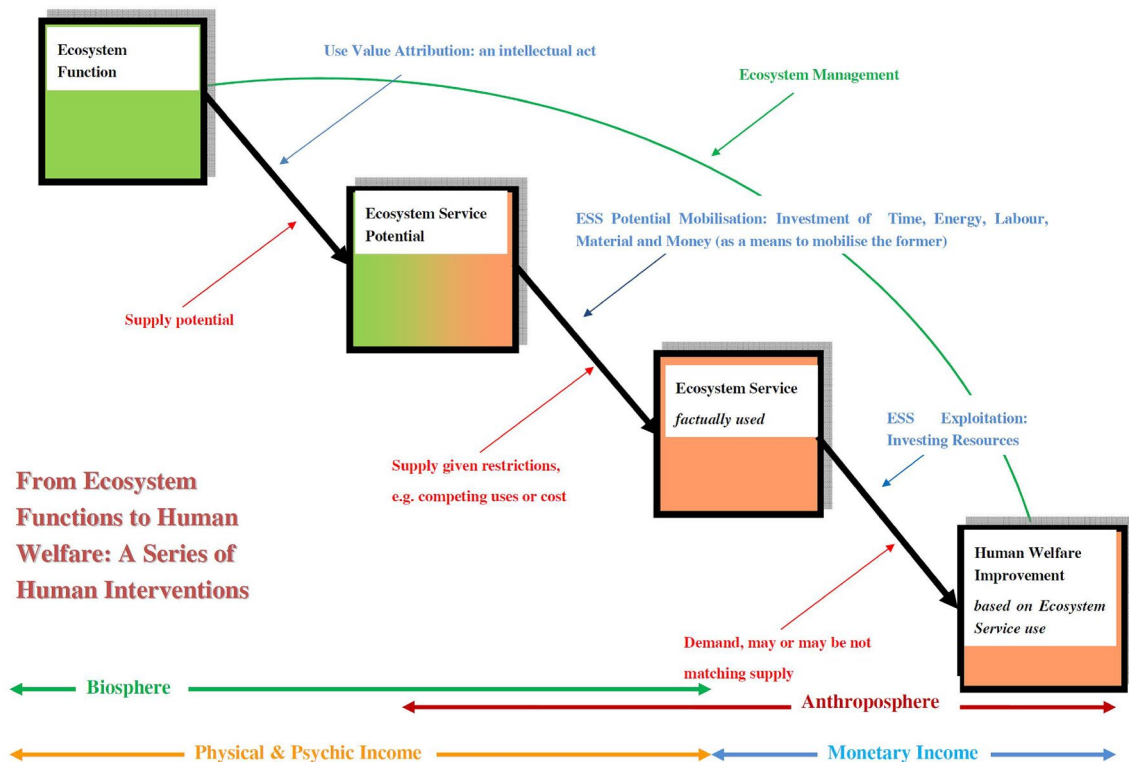 Ecosystem
Function
Use Value Attribution: an intellectual act
Ecosystem Management
Ecosystem Service
Potential
ESS Potential Mobilisation: Investment of Time, Energy, Labour,
Material and Money (as a means to mobilise the former)
Supply potential
Ecosystem Service
factually used
ESS Exploitation:
Investing Resources
Supply given restrictions,
e.g. competing uses or cost
From Ecosystem
Functions to Human
Welfare: A Series of
Human Interventions
Human Welfare
Improvement
based on Ecosystem
Service use
Demand, may or may be not
matching supply
Biosphere
Anthroposphere
Physical & Psychic Income
Monetary Income